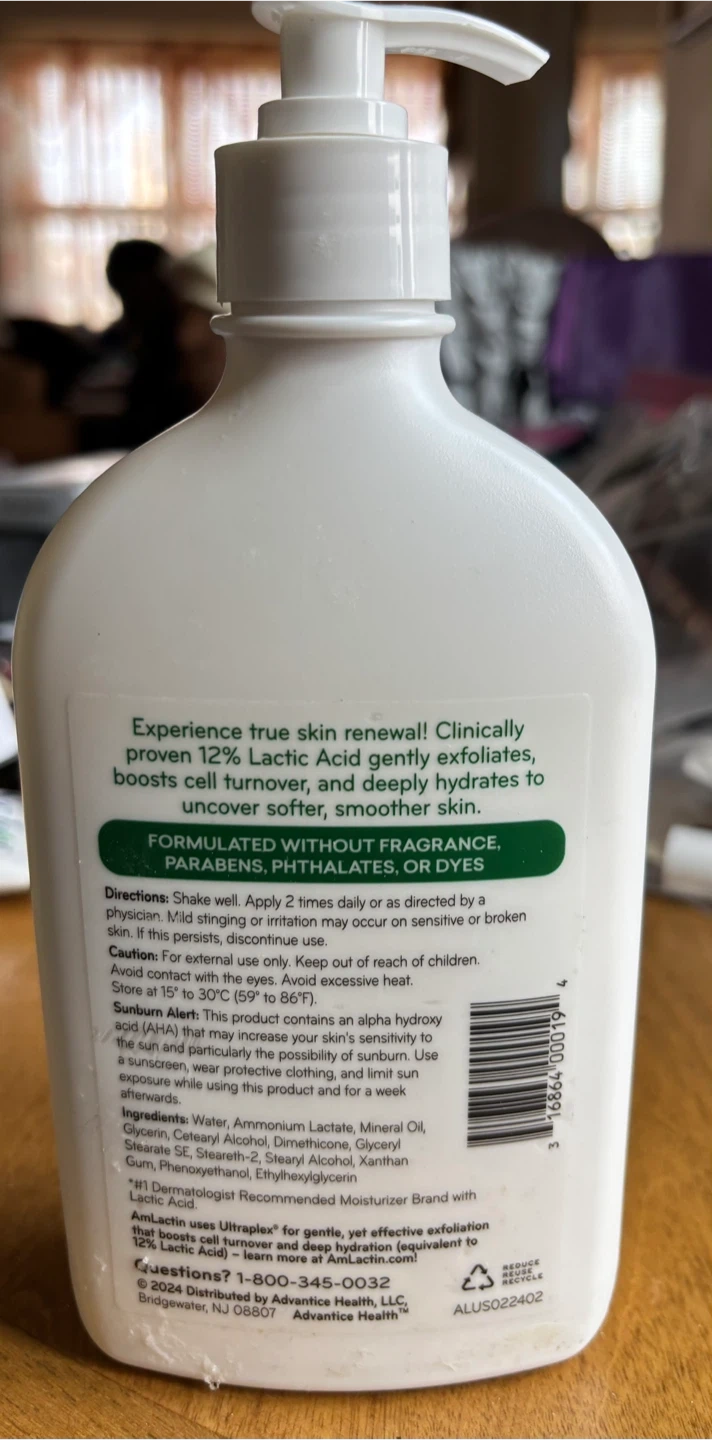 Experience true skin renewal! Clinically
proven 12% Lactic Acid gently exfoliates,
boosts cell turnover, and deeply hydrates to
uncover softer, smoother skin.
FORMULATED WITHOUT FRAGRANCE,
PARABENS, PHTHALATES, OR DYES
Directions: Shake well. Apply 2 times daily or as directed by a
physician. Mild stinging or irritation may occur on sensitive or broken
skin. If this persists, discontinue use.
Caution: For external use only. Keep out of reach of children.
Avoid contact with the eyes. Avoid excessive heat.
Store at 15° to 30°C (59° to 86°F).
Sunburn Alert: This product contains an alpha hydroxy
acid (AHA) that may increase your skin's sensitivity to
the sun and particularly the possibility of sunburn. Use
a sunscreen, wear protective clothing, and limit sun
exposure while using this product and for a week
afterwards.
Ingredients: Water, Ammonium Lactate, Mineral Oil,
Glycerin, Cetearyl Alcohol, Dimethicone, Glyceryl
Stearate SE, Steareth-2, Stearyl Alcohol, Xanthan
Gum, Phenoxyethanol, Ethylhexylglycerin
*#1 Dermatologist Recommended Moisturizer Brand with
Lactic Acid.
AmLactin uses Ultraplex® for gentle, yet effective exfoliation
that boosts cell turnover and deep hydration (equivalent to
12% Lactic Acid) – learn more at AmLactin.com!
Questions? 1-800-345-0032
© 2024 Distributed by Advantice Health, LLC,
Bridgewater, NJ 08807 Advantice Health™
3 16864 00019 4
REDUCE
REUSE
RECYCLE
ALUS022402